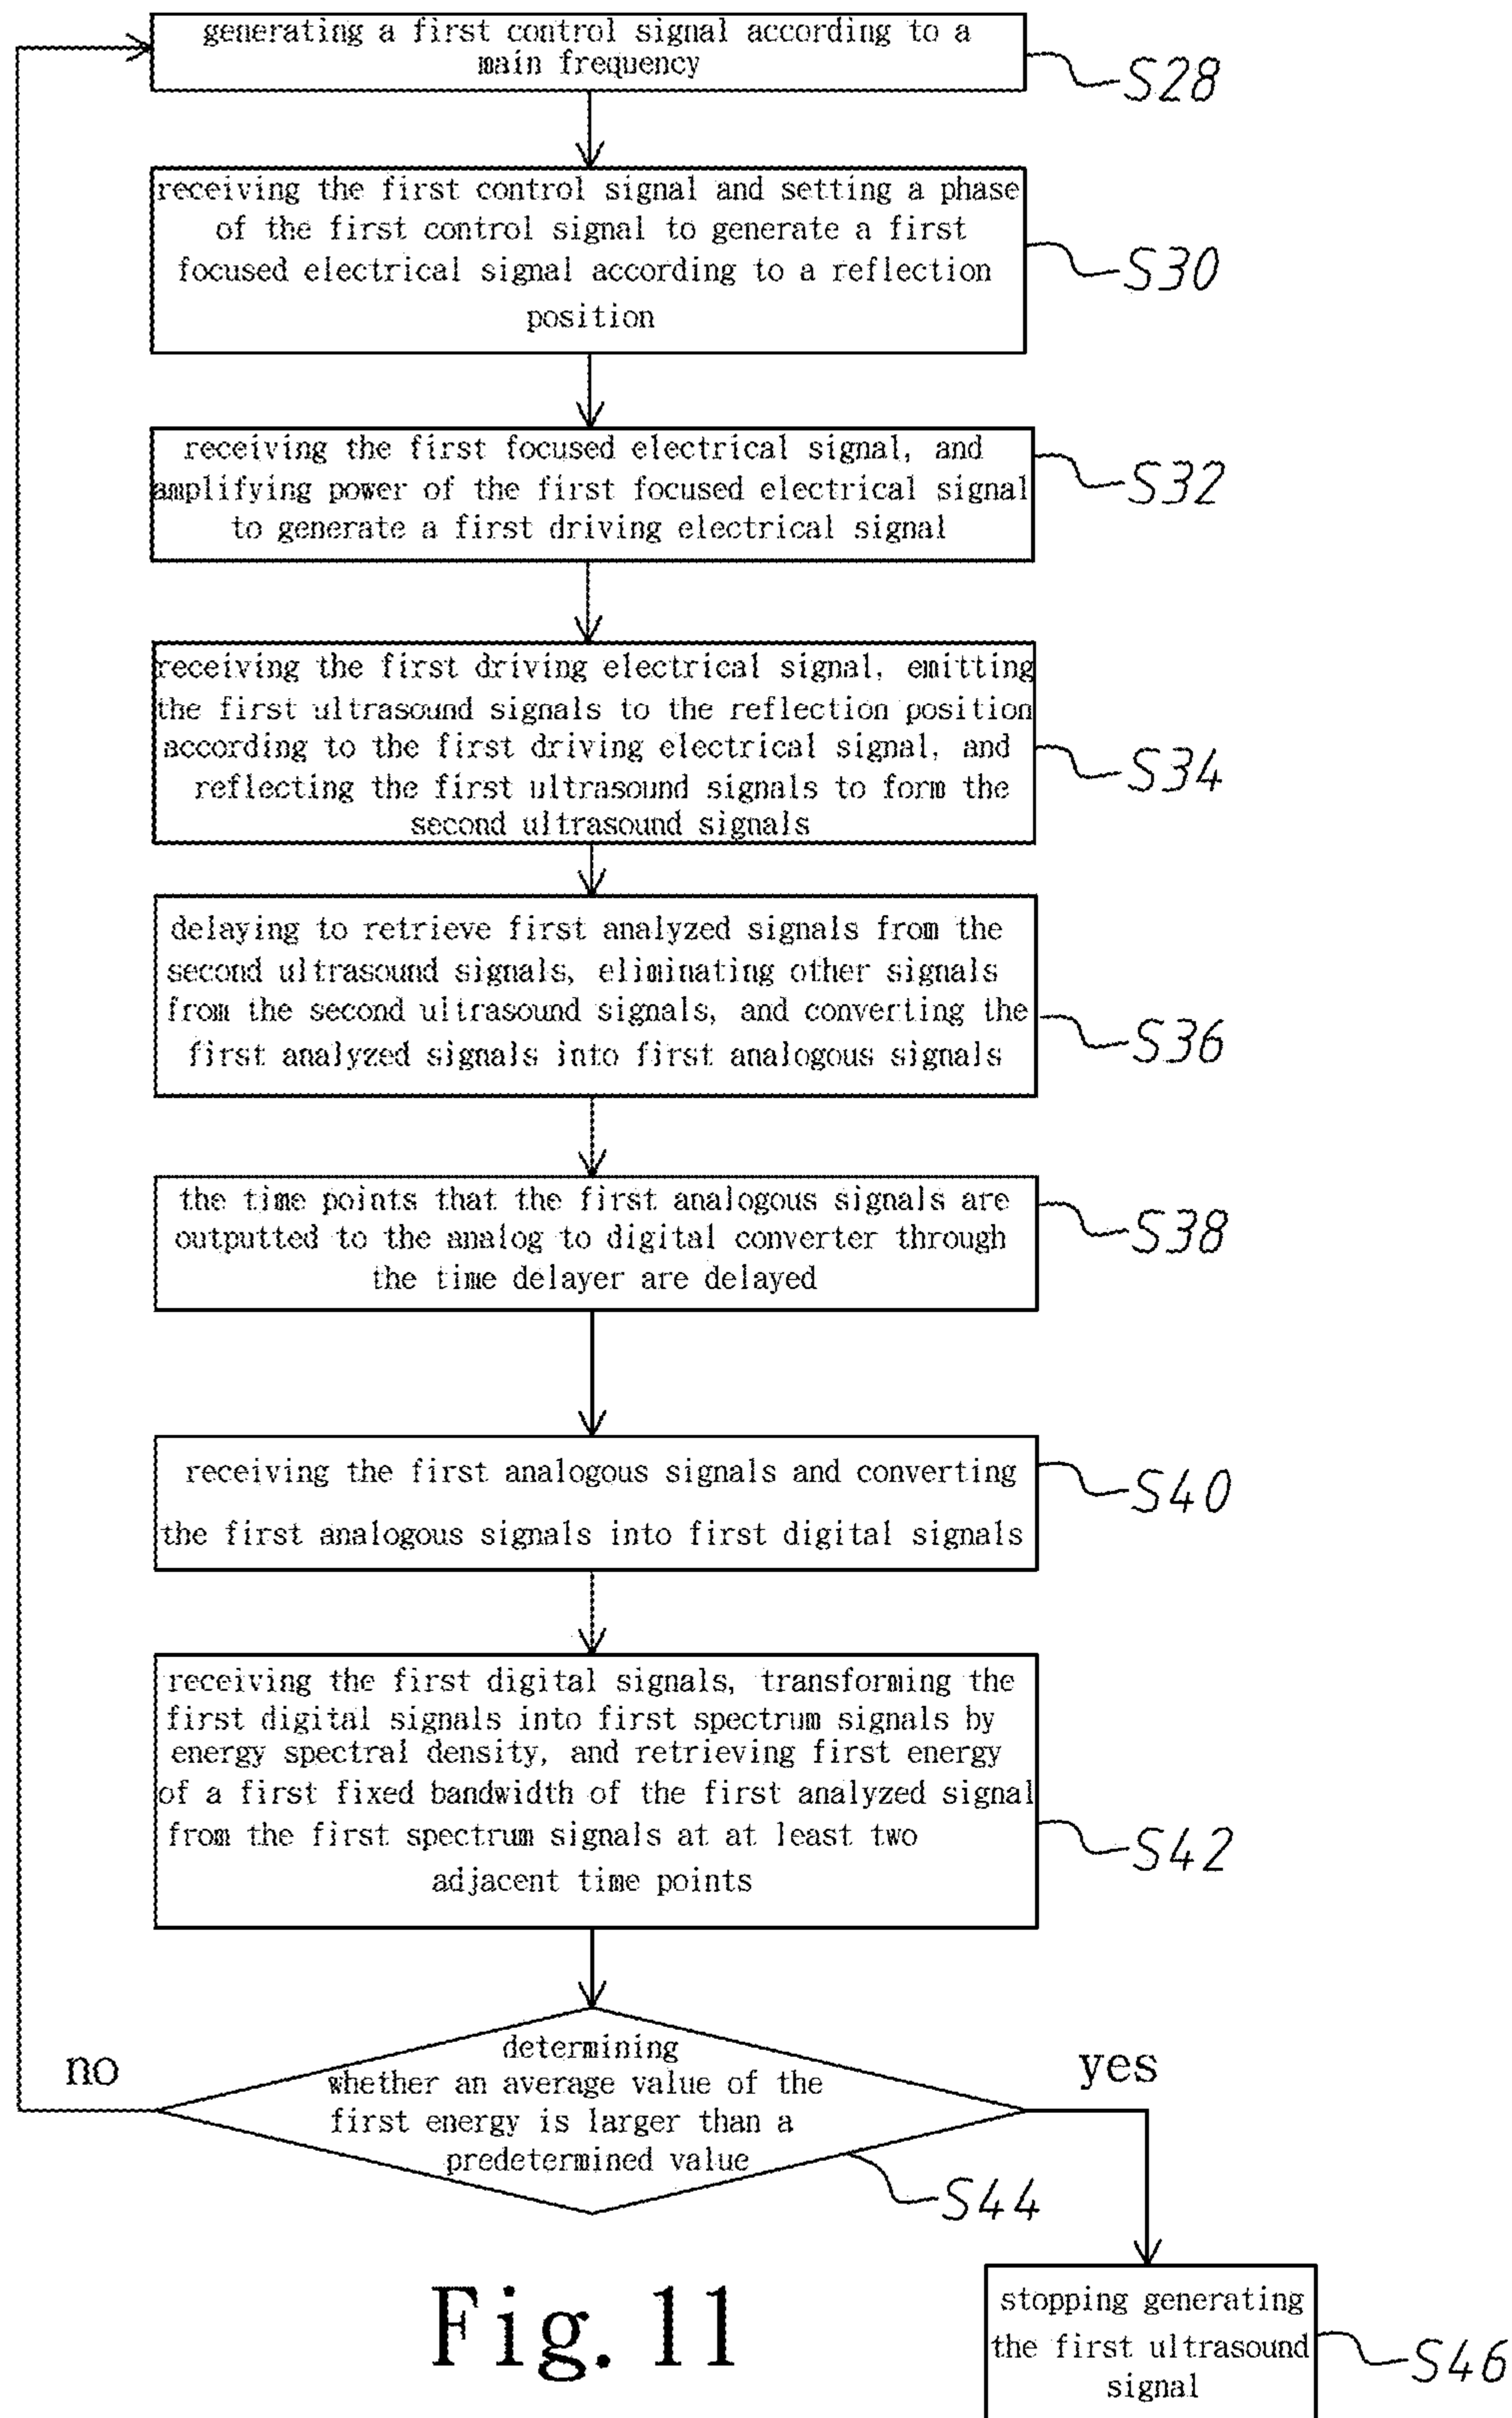 generating a first control signal according to a
main frequency
S28
receiving the first control signal and setting a phase
of the first control signal to generate a first
focused electrical signal according to a reflection
position
S30
receiving the first focused electrical signal, and
amplifying power of the first focused electrical signal
to generate a first driving electrical signal
S32
receiving the first driving electrical signal, emitting
the first ultrasound signals to the reflection position
according to the first driving electrical signal, and
reflecting the first ultrasound signals to form the
second ultrasound signals
S34
delaying to retrieve first analyzed signals from the
second ultrasound signals, eliminating other signals
from the second ultrasound signals, and converting the
first analyzed signals into first analogous signals
S36
the time points that the first analogous signals are
outputted to the analog to digital converter through
the time delayer are delayed
S38
receiving the first analogous signals and converting
the first analogous signals into first digital signals
S40
receiving the first digital signals, transforming the
first digital signals into first spectrum signals by
energy spectral density, and retrieving first energy
of a first fixed bandwidth of the first analyzed signal
from the first spectrum signals at at least two
adjacent time points
S42
determining
whether an average value of the
first energy is larger than a
predetermined value
no
yes
S44
stopping generating
the first ultrasound
signal
S46
Fig. 11